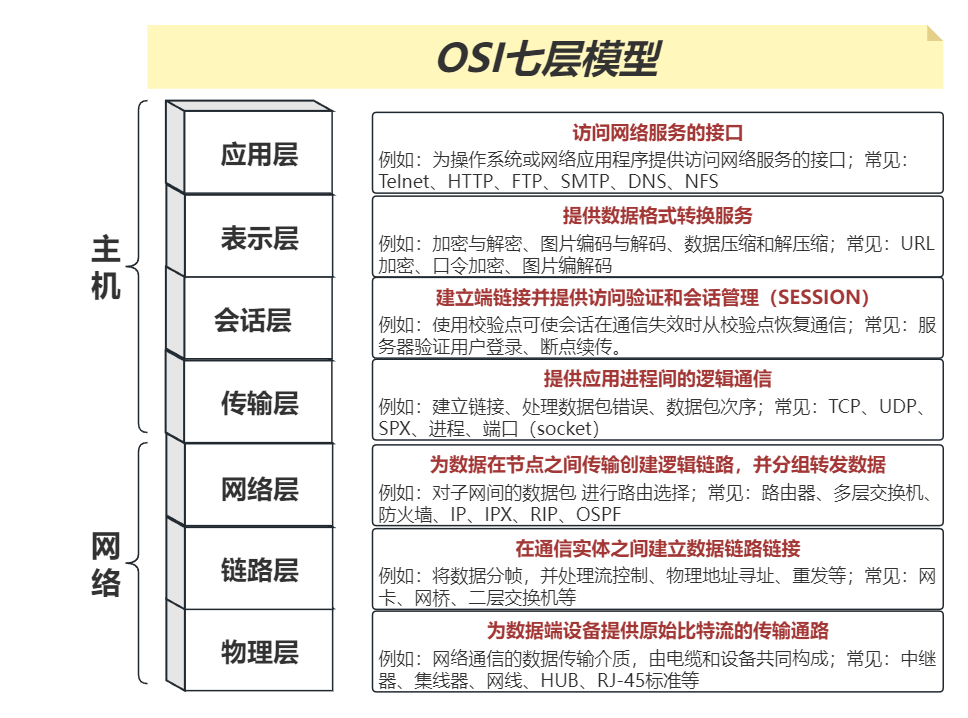 OSI七层模型
主机
网络
应用层
访问网络服务的接口
例如：为操作系统或网络应用程序提供访问网络服务的接口；常见：
Telnet、HTTP、FTP、SMTP、DNS、NFS
表示层
提供数据格式转换服务
例如：加密与解密、图片编码与解码、数据压缩和解压缩；常见：URL
加密、口令加密、图片编解码
会话层
建立端链接并提供访问验证和会话管理（SESSION）
例如：使用校验点可使会话在通信失效时从校验点恢复通信；常见：服
务器验证用户登录、断点续传。
传输层
提供应用进程间的逻辑通信
例如：建立链接、处理数据包错误、数据包次序；常见：TCP、UDP、
SPX、进程、端口（socket）
网络层
为数据在节点之间传输创建逻辑链路，并分组转发数据
例如：对子网间的数据包 进行路由选择；常见：路由器、多层交换机、
防火墙、IP、IPX、RIP、OSPF
链路层
在通信实体之间建立数据链路链接
例如：将数据分帧，并处理流控制、物理地址寻址、重发等；常见：网
卡、网桥、二层交换机等
物理层
为数据端设备提供原始比特流的传输通路
例如：网络通信的数据传输介质，由电缆和设备共同构成；常见：中继
器、集线器、网线、HUB、RJ-45标准等